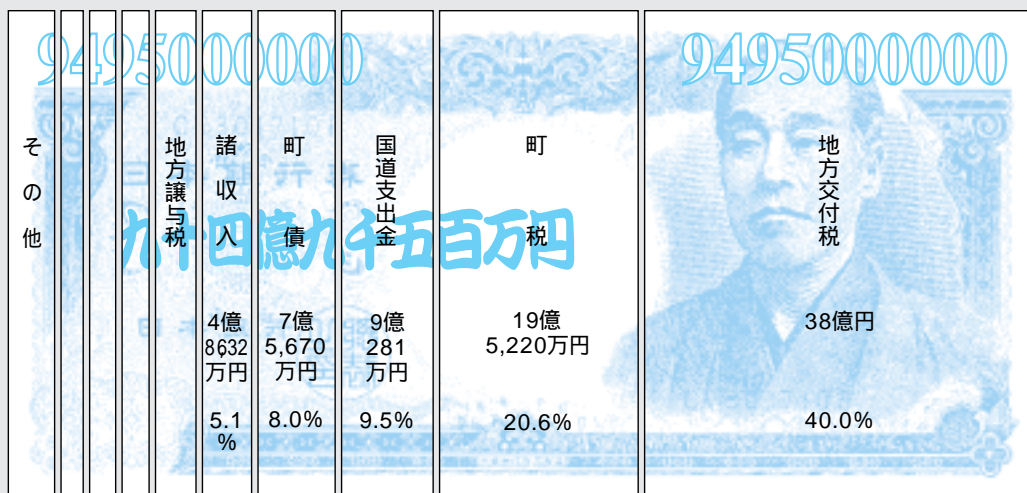 9495000000
9495000000
九十四億九千五百万円
その他
地方譲与税
諸収入
4億
8632
万円
5.1
%
町債
7億
5,670
万円
8.0%
国道支出金
9億
281
万円
9.5%
町税
19億
5,220万円
20.6%
地方交付税
38億円
40.0%